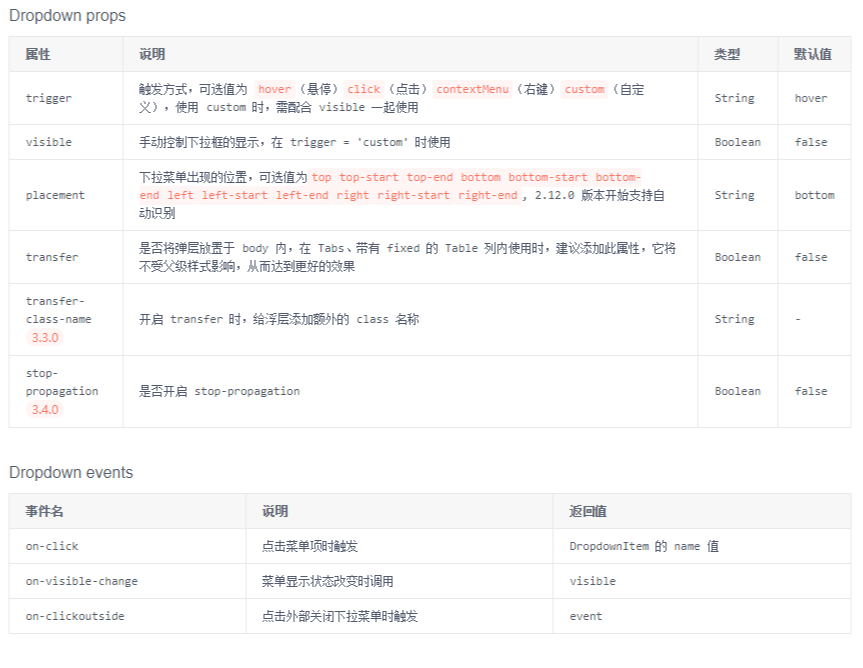 Dropdown props
属性 说明 类型 默认值
trigger 触发方式，可选值为 hover（悬停）click（点击）contextMenu（右键）custom（自定
义），使用 custom 时，需配合 visible 一起使用 String hover
visible 手动控制下拉框的显示，在 trigger = 'custom' 时使用 Boolean false
placement 下拉菜单出现的位置，可选值为 top top-start top-end bottom bottom-start bottom-
end left left-start left-end right right-start right-end , 2.12.0 版本开始支持自
动识别 String bottom
transfer 是否将弹层放置于 body 内，在 Tabs、带有 fixed 的 Table 列内使用时，建议添加此属性，它将
不受父级样式影响，从而达到更好的效果 Boolean false
transfer-
class-name
3.3.0 开启 transfer 时，给浮层添加额外的 class 名称 String -
stop-
propagation
3.4.0 是否开启 stop-propagation Boolean false
Dropdown events
事件名 说明 返回值
on-click 点击菜单项时触发 DropdownItem 的 name 值
on-visible-change 菜单显示状态改变时调用 visible
on-clickoutside 点击外部关闭下拉菜单时触发 event